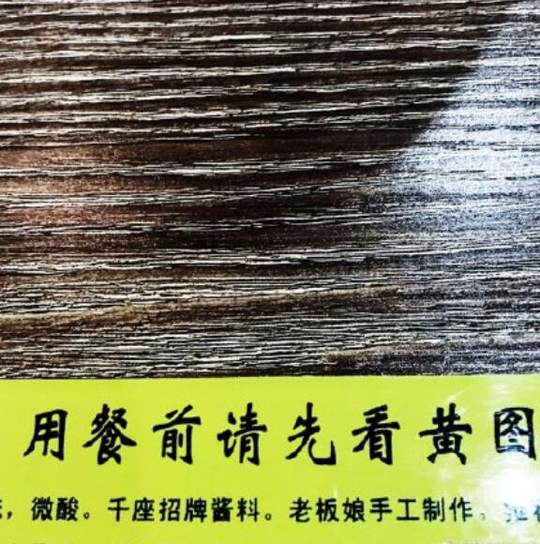 用餐前请先看黄图
，微酸。千座招牌酱料。老板娘手工制作。推